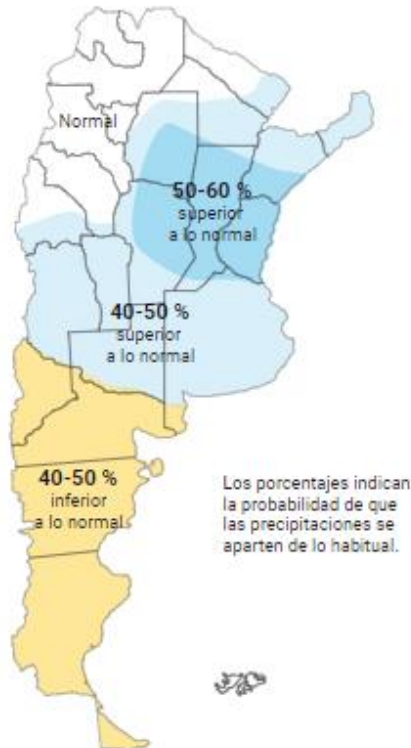 Normal
50-60 %
superior
a lo normal
40-50 %
superior
a lo normal
40-50 %
inferior
a lo normal
Los porcentajes indican
la probabilidad de que
las precipitaciones se
aparten de lo habitual.